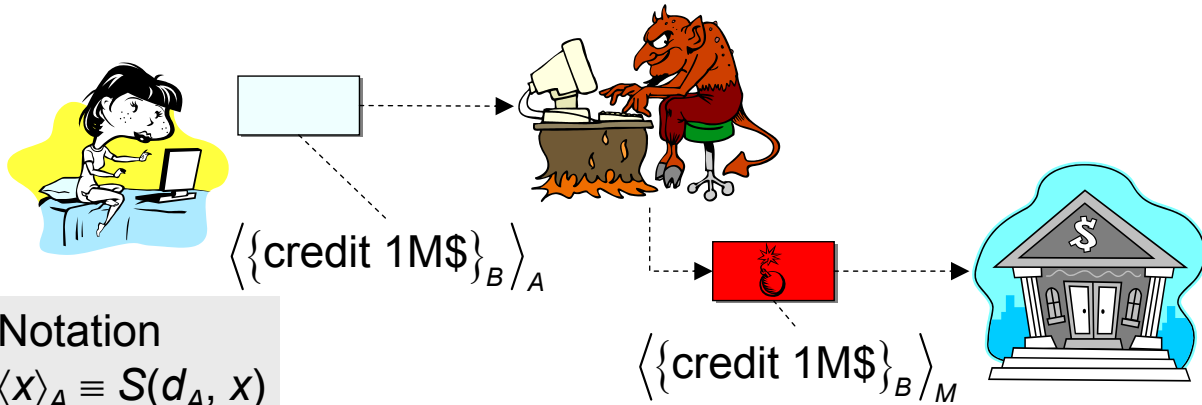 ⟨{credit 1M$}_B⟩_A
$
⟨{credit 1M$}_B⟩_M
Notation
⟨x⟩_A ≡ S(d_A, x)